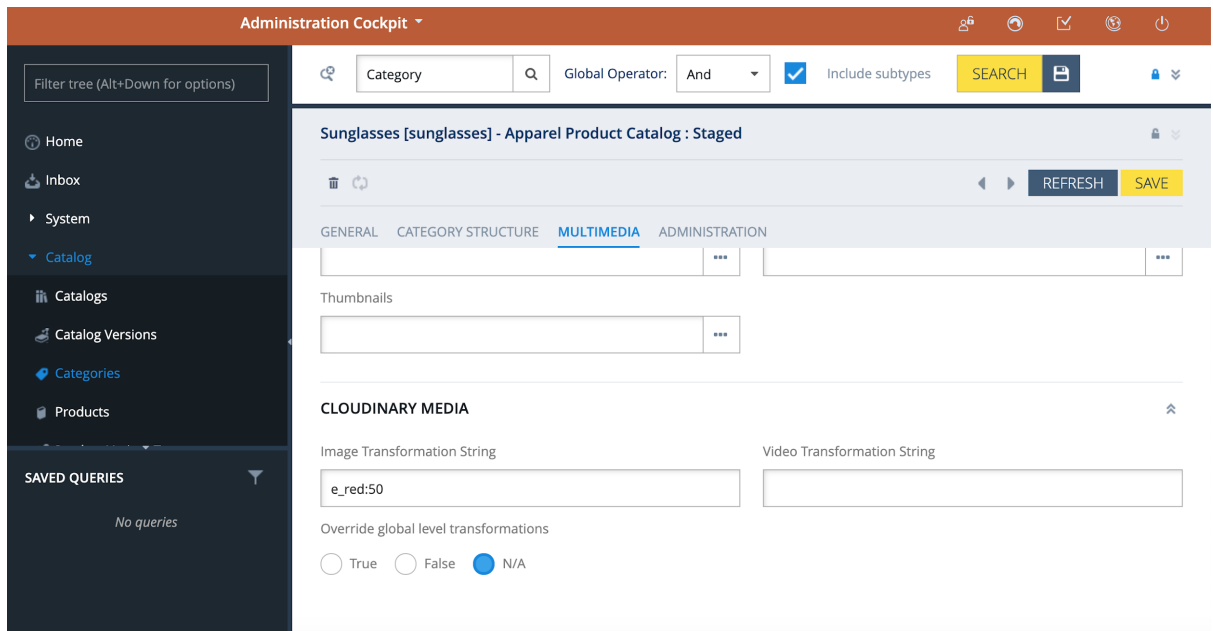 Administration Cockpit
Filter tree (Alt+Down for options)
Category
Global Operator:
And
Include subtypes
SEARCH
Home
Inbox
System
Catalog
Catalogs
Catalog Versions
Categories
Products
SAVED QUERIES
No queries
Sunglasses [sunglasses] - Apparel Product Catalog : Staged
REFRESH
SAVE
GENERAL CATEGORY STRUCTURE MULTIMEDIA ADMINISTRATION
Thumbnails
CLOUDINARY MEDIA
Image Transformation String
Video Transformation String
e_red:50
Override global level transformations
True False N/A